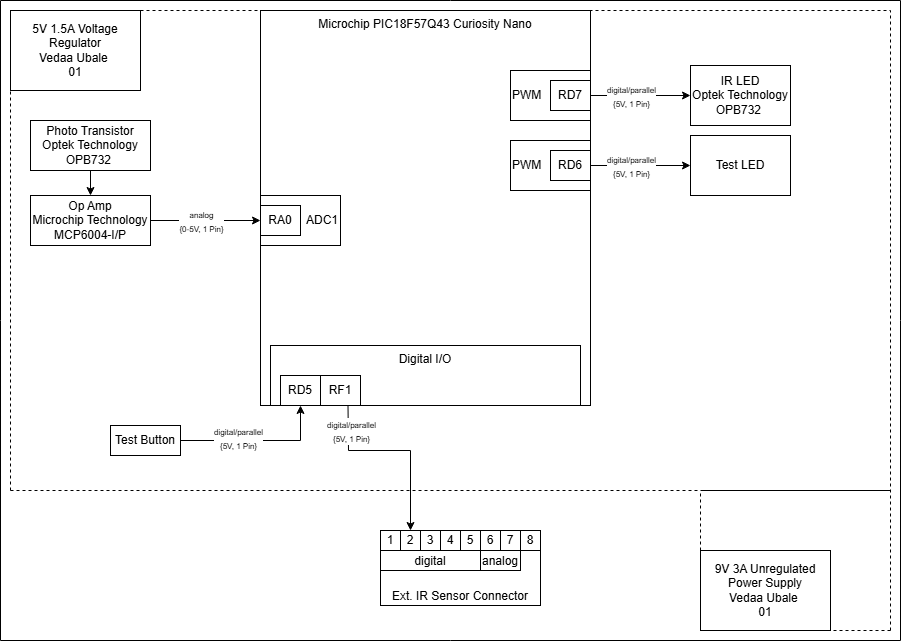 5V 1.5A Voltage
Regulator
Vedaa Ubale
01
Microchip PIC18F57Q43 Curiosity Nano
PWM
RD7
digital/parallel
{5V, 1 Pin}
IR LED
Optek Technology
OPB732
Photo Transistor
Optek Technology
OPB732
PWM
RD6
digital/parallel
{5V, 1 Pin}
Test LED
Op Amp
Microchip Technology
MCP6004-I/P
analog
{0-5V, 1 Pin}
RA0
ADC1
Digital I/O
RD5
RF1
Test Button
digital/parallel
{5V, 1 Pin}
digital/parallel
{5V, 1 Pin}
1 2 3 4 5 6 7 8
digital
analog
Ext. IR Sensor Connector
9V 3A Unregulated
Power Supply
Vedaa Ubale
01